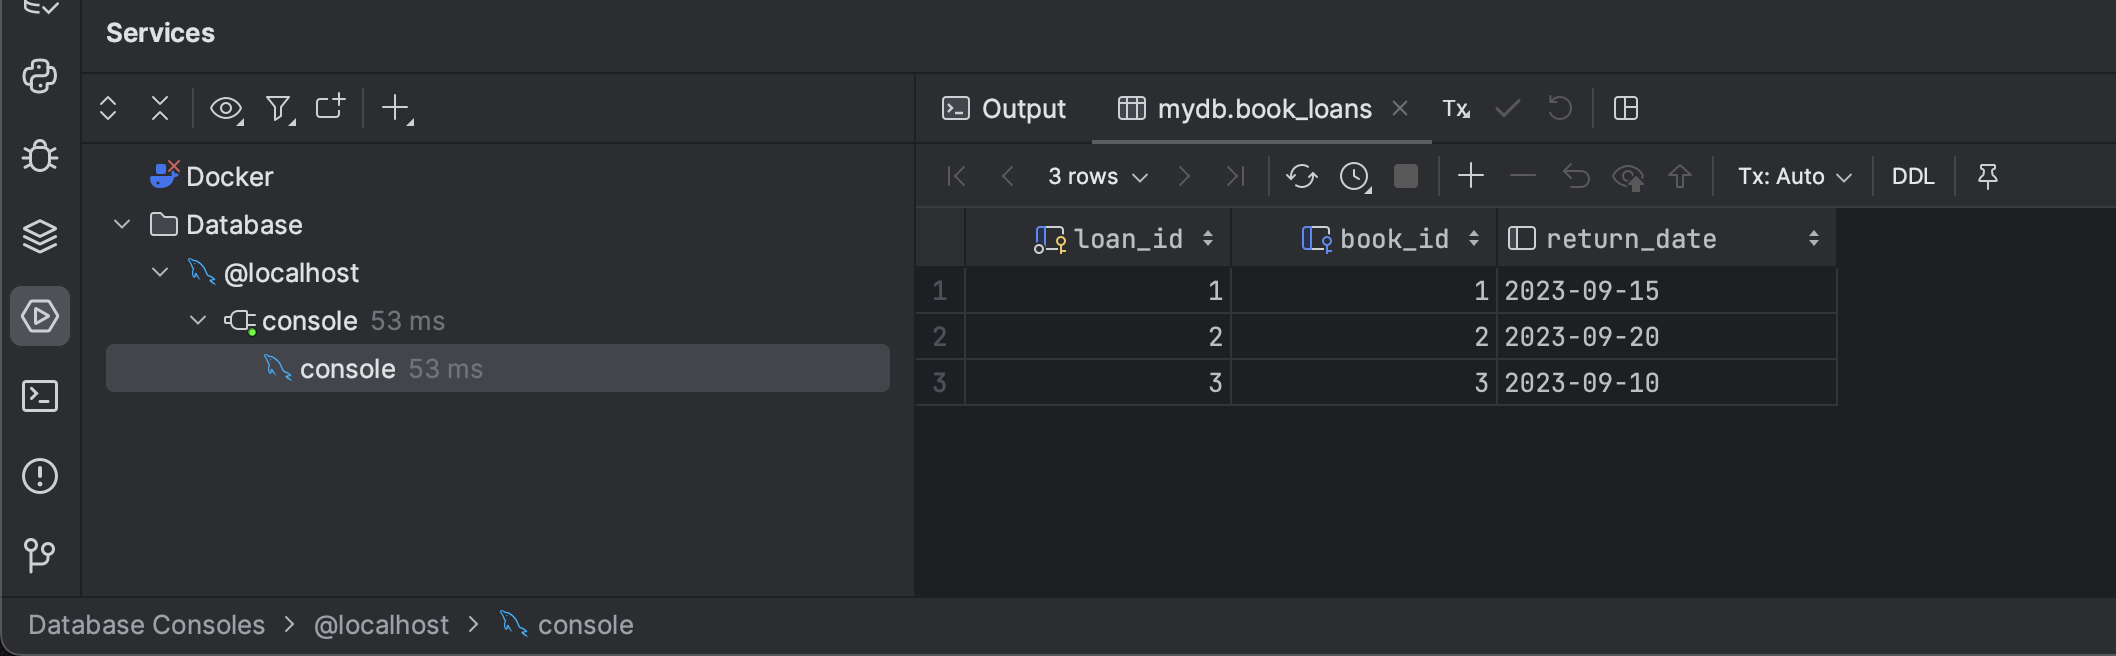 Services
Output mydb.book_loans Tx
Docker
Database
@localhost
console 53 ms
console 53 ms
3 rows Tx: Auto DDL
loan_id book_id return_date
1 1 1 2023-09-15
2 2 2 2023-09-20
3 3 3 2023-09-10
Database Consoles > @localhost > console